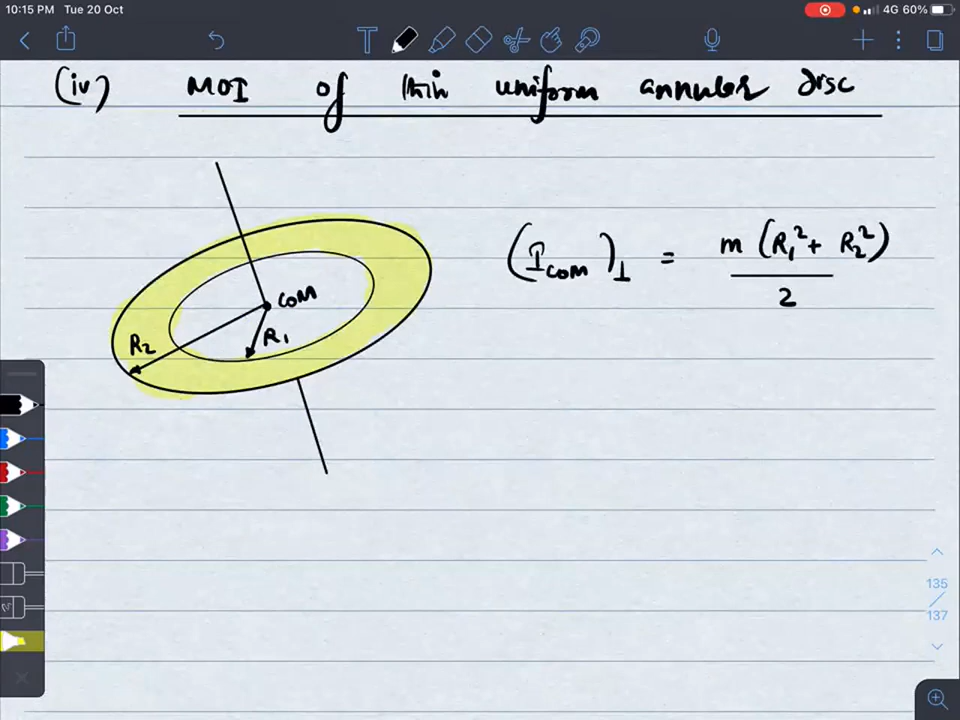 10:15 PM Tue 20 Oct 4G 60%
(iv) MOI of thin uniform annular disc
COM
R₁
R₂
(I_COM)⊥ = m (R₁² + R₂²) / 2
135
/
137